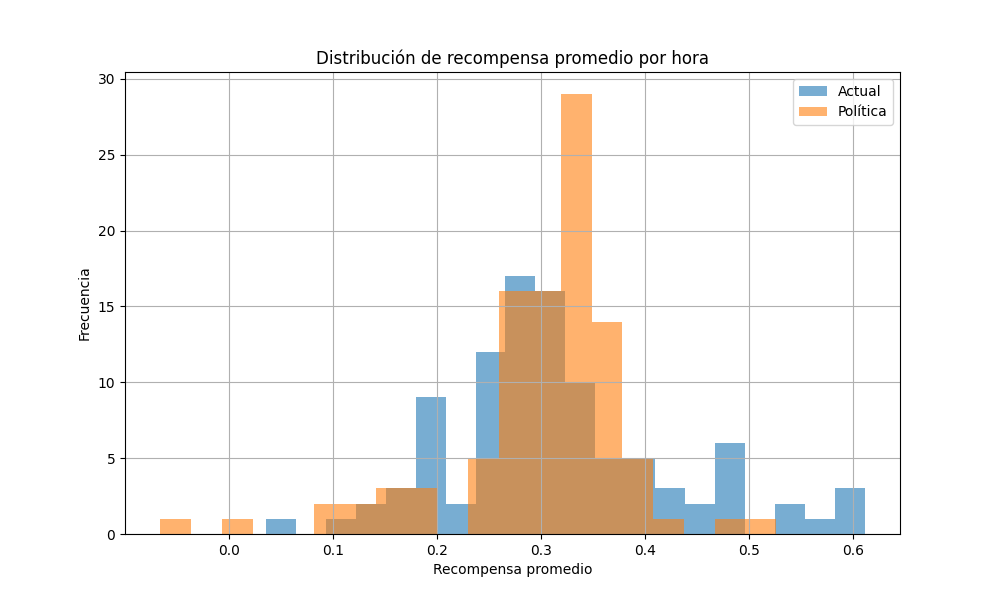 Distribución de recompensa promedio por hora
30
25
20
15
10
5
0
Frecuencia
Actual
Política
0.0 0.1 0.2 0.3 0.4 0.5 0.6
Recompensa promedio